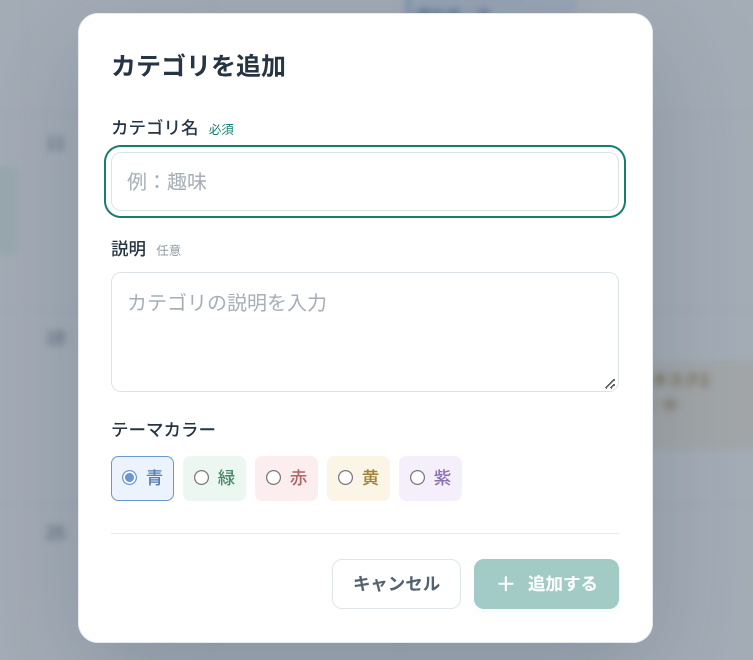 カテゴリを追加
カテゴリ名 必須
例：趣味
説明 任意
カテゴリの説明を入力
テーマカラー
青 緑 赤 黄 紫
キャンセル ＋ 追加する